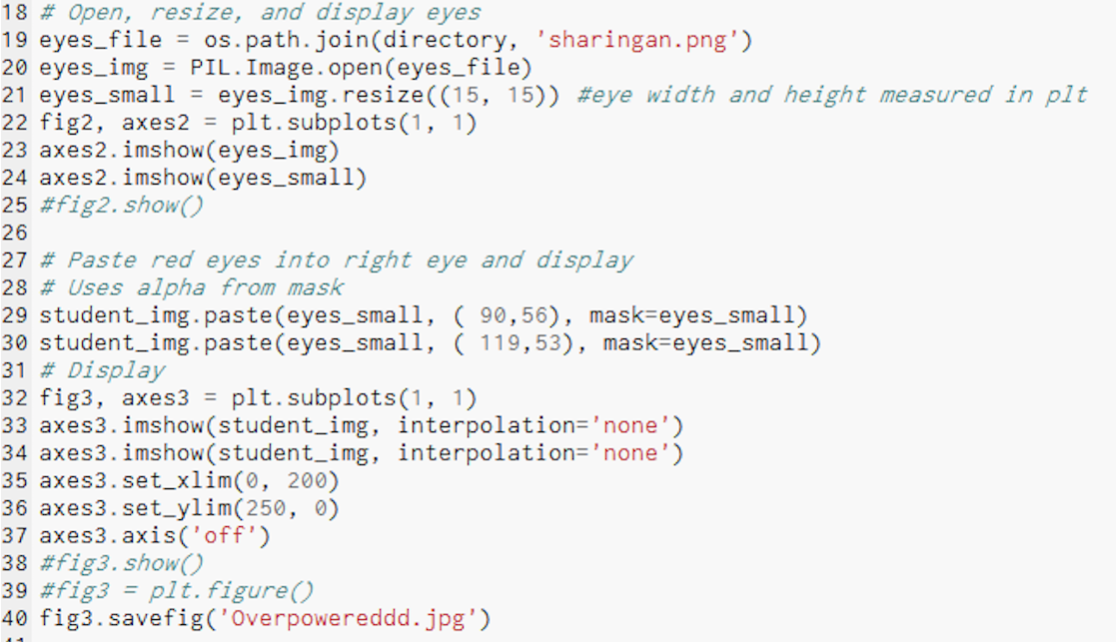 18 # Open, resize, and display eyes
19 eyes_file = os.path.join(directory, 'sharingan.png')
20 eyes_img = PIL.Image.open(eyes_file)
21 eyes_small = eyes_img.resize((15, 15)) #eye width and height measured in plt
22 fig2, axes2 = plt.subplots(1, 1)
23 axes2.imshow(eyes_img)
24 axes2.imshow(eyes_small)
25 #fig2.show()
26
27 # Paste red eyes into right eye and display
28 # Uses alpha from mask
29 student_img.paste(eyes_small, ( 90,56), mask=eyes_small)
30 student_img.paste(eyes_small, ( 119,53), mask=eyes_small)
31 # Display
32 fig3, axes3 = plt.subplots(1, 1)
33 axes3.imshow(student_img, interpolation='none')
34 axes3.imshow(student_img, interpolation='none')
35 axes3.set_xlim(0, 200)
36 axes3.set_ylim(250, 0)
37 axes3.axis('off')
38 #fig3.show()
39 #fig3 = plt.figure()
40 fig3.savefig('Overpowereddd.jpg')